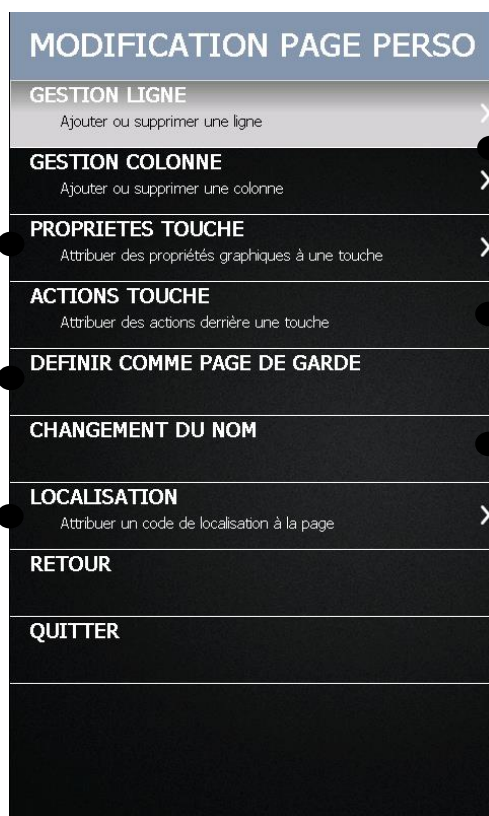 MODIFICATION PAGE PERSO
GESTION LIGNE
Ajouter ou supprimer une ligne
GESTION COLONNE
Ajouter ou supprimer une colonne
PROPRIETES TOUCHE
Attribuer des propriétés graphiques à une touche
ACTIONS TOUCHE
Attribuer des actions derrière une touche
DEFINIR COMME PAGE DE GARDE
CHANGEMENT DU NOM
LOCALISATION
Attribuer un code de localisation à la page
RETOUR
QUITTER